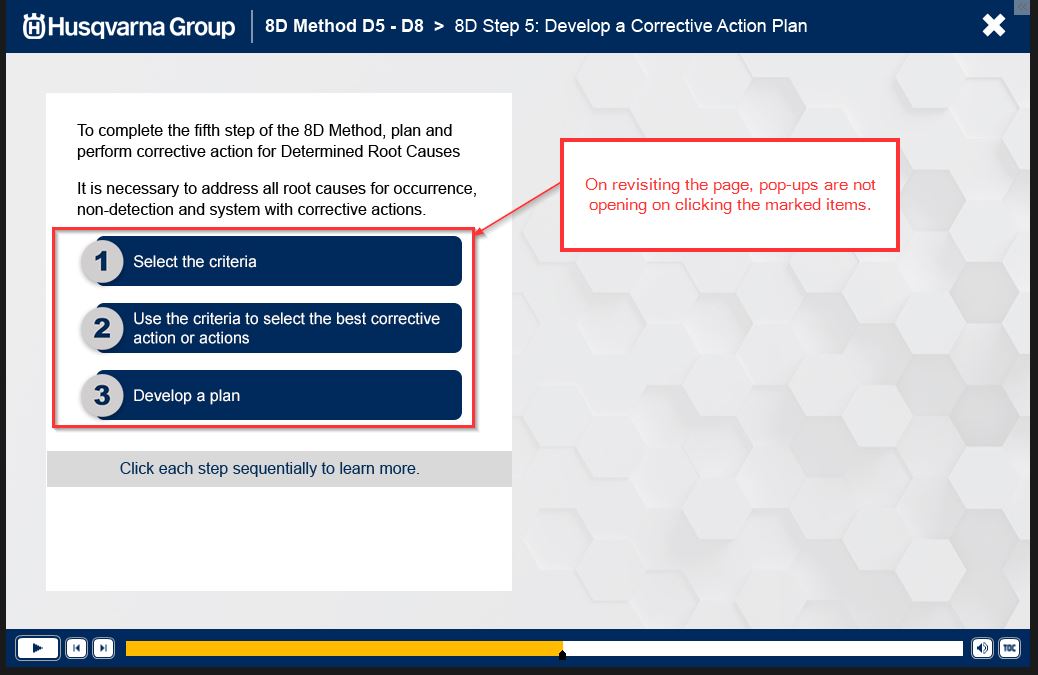 Husqvarna Group
8D Method D5 - D8 > 8D Step 5: Develop a Corrective Action Plan
To complete the fifth step of the 8D Method, plan and
perform corrective action for Determined Root Causes
It is necessary to address all root causes for occurrence,
non-detection and system with corrective actions.
1 Select the criteria
2 Use the criteria to select the best corrective
action or actions
3 Develop a plan
Click each step sequentially to learn more.
On revisiting the page, pop-ups are not
opening on clicking the marked items.
TOC